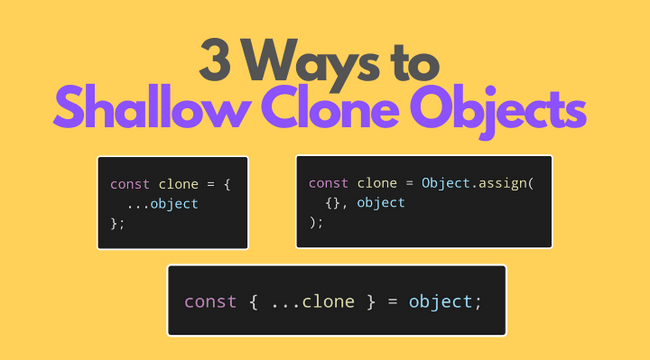 3 Ways to
Shallow Clone Objects
const clone = {
  ...object
};
const clone = Object.assign(
  {}, object
);
const { ...clone } = object;